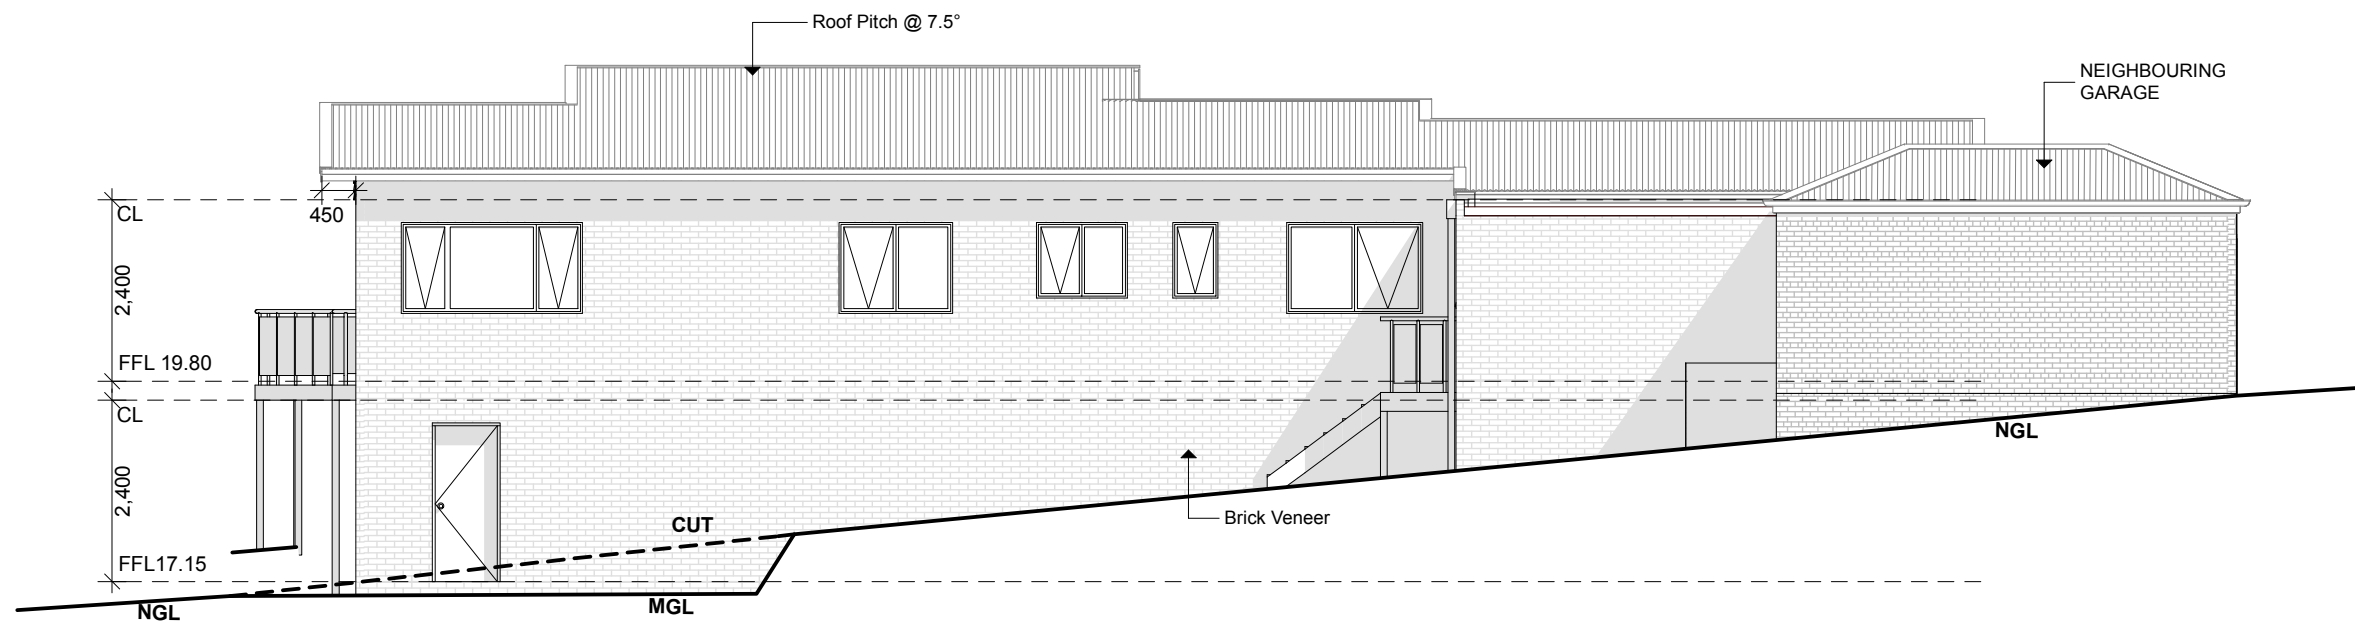 Roof Pitch @ 7.5°
NEIGHBOURING
GARAGE
CL
450
2,400
FFL 19.80
CL
2,400
FFL17.15
NGL
CUT
MGL
Brick Veneer
NGL